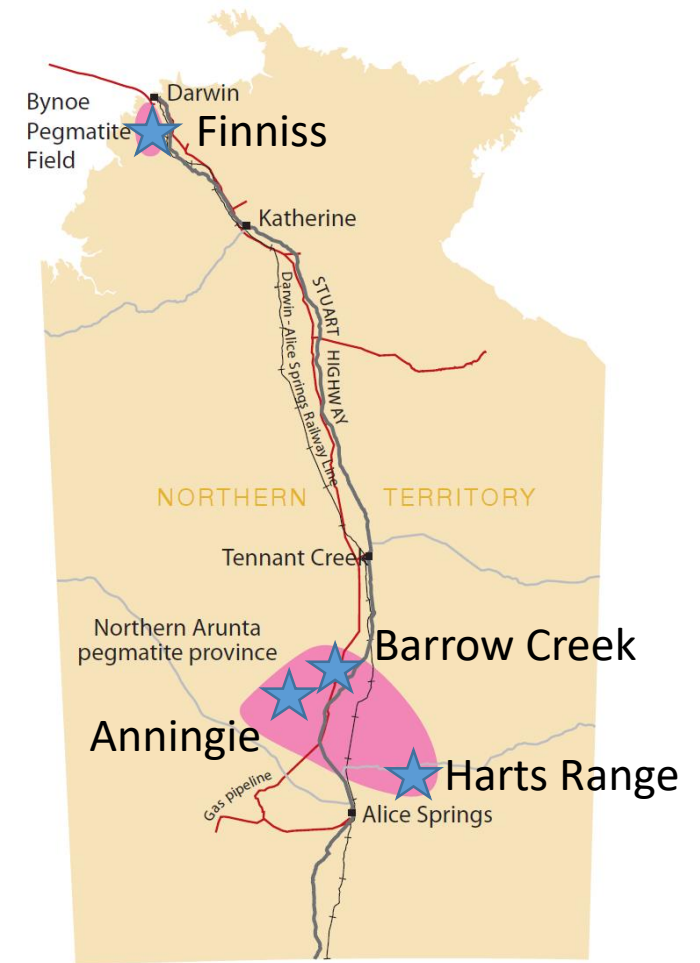 Darwin
Bynoe
Pegmatite
Field
Finniss
Katherine
STUART HIGHWAY
Darwin - Alice Springs Railway Line
NORTHERN TERRITORY
Tennant Creek
Northern Arunta
pegmatite province
Barrow Creek
Anningie
Harts Range
Gas pipeline
Alice Springs